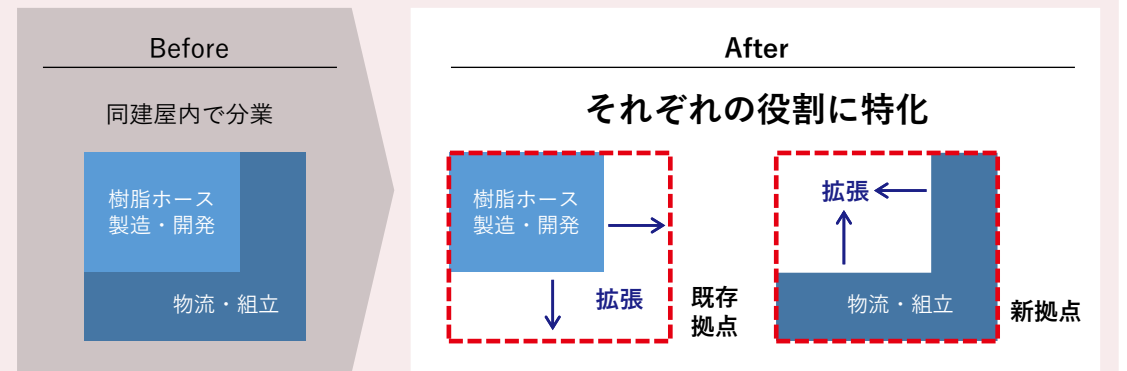 Before
同建屋内で分業
樹脂ホース
製造・開発
物流・組立
After
それぞれの役割に特化
樹脂ホース
製造・開発
拡張
既存
拠点
拡張
物流・組立
新拠点